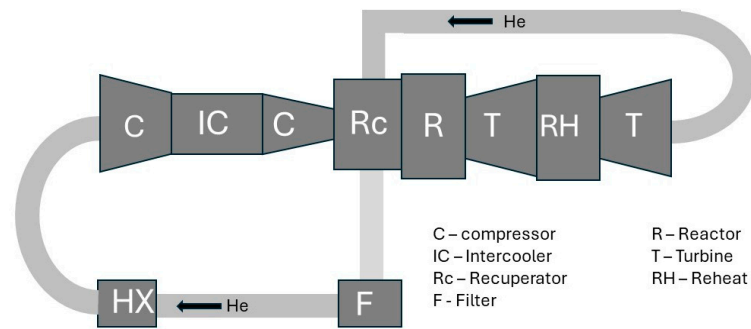 He
C
IC
C
Rc
R
T
RH
T
C – compressor
IC – Intercooler
Rc – Recuperator
F - Filter
R – Reactor
T – Turbine
RH – Reheat
HX
He
F